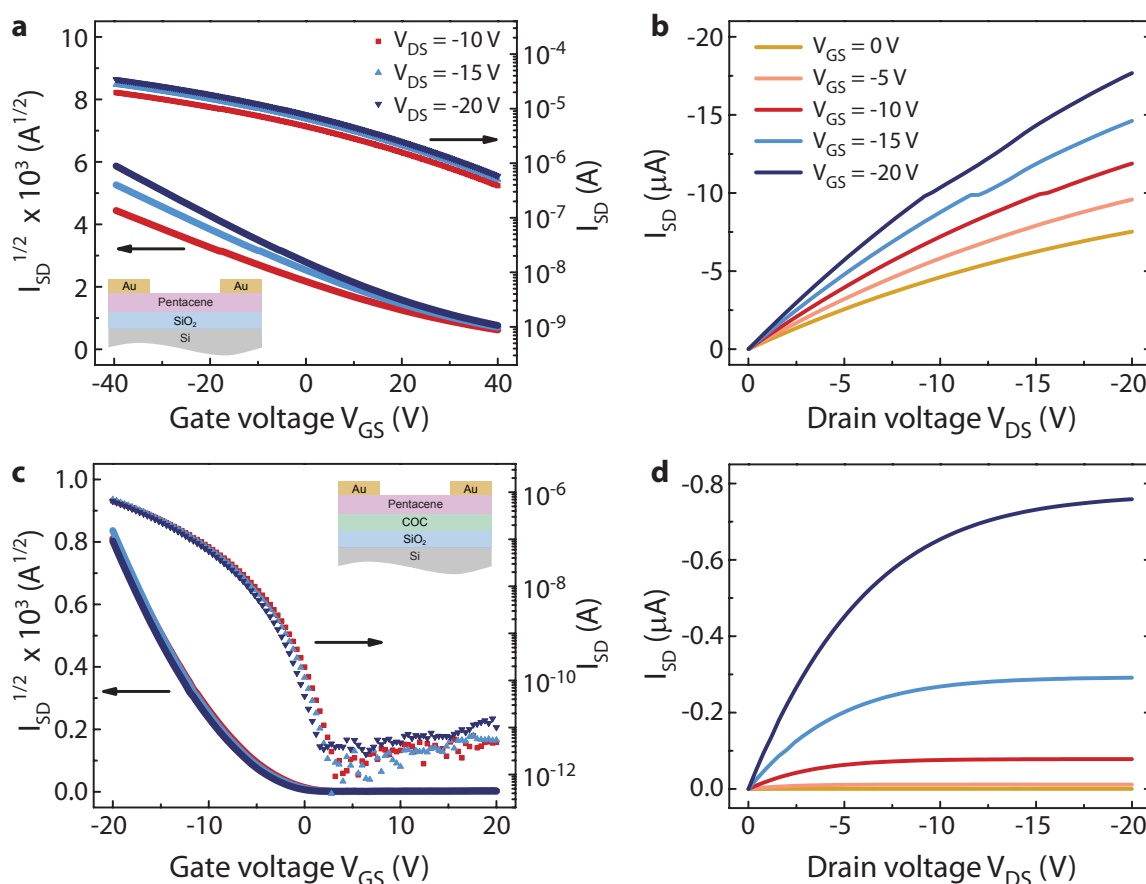 a
I_SD^1/2 x 10^3 (A^1/2)
10
8
6
4
2
0
-40
-20
0
20
40
Gate voltage V_GS (V)
V_DS = -10 V
V_DS = -15 V
V_DS = -20 V
10^-4
10^-5
10^-6
10^-7
10^-8
10^-9
I_SD (A)
Au
Au
Pentacene
SiO_2
Si
b
I_SD (µA)
-20
-15
-10
-5
0
V_GS = 0 V
V_GS = -5 V
V_GS = -10 V
V_GS = -15 V
V_GS = -20 V
0
-5
-10
-15
-20
Drain voltage V_DS (V)
c
I_SD^1/2 x 10^3 (A^1/2)
1.0
0.8
0.6
0.4
0.2
0.0
-20
-10
0
10
20
Gate voltage V_GS (V)
10^-6
10^-8
10^-10
10^-12
I_SD (A)
Au
Au
Pentacene
COC
SiO_2
Si
d
I_SD (µA)
-0.8
-0.6
-0.4
-0.2
0.0
0
-5
-10
-15
-20
Drain voltage V_DS (V)